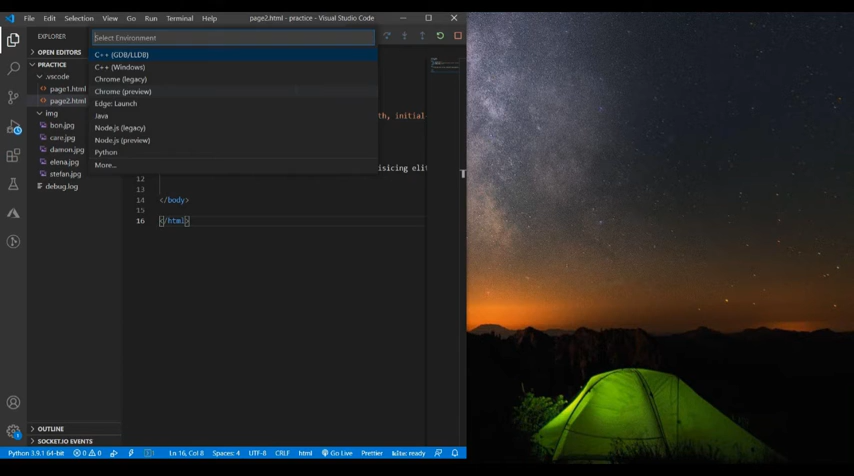 File Edit Selection View Go Run Terminal Help page2.html - practice - Visual Studio Code
EXPLORER
OPEN EDITORS
PRACTICE
.vscode
page1.html
page2.html
img
bon.jpg
care.jpg
damon.jpg
elena.jpg
stefan.jpg
debug.log
OUTLINE
SOCKET.IO EVENTS
Select Environment
C++ (GDB/LLDB)
C++ (Windows)
Chrome (legacy)
Chrome (preview)
Edge: Launch
Java
Node.js (legacy)
Node.js (preview)
Python
More...
th, initial-
isicing elit
12
13
14 </body>
15
16 </html>
Python 3.9.1 64-bit 0 0 Ln 16, Col 8 Spaces: 4 UTF-8 CRLF html Go Live Prettier kite: ready